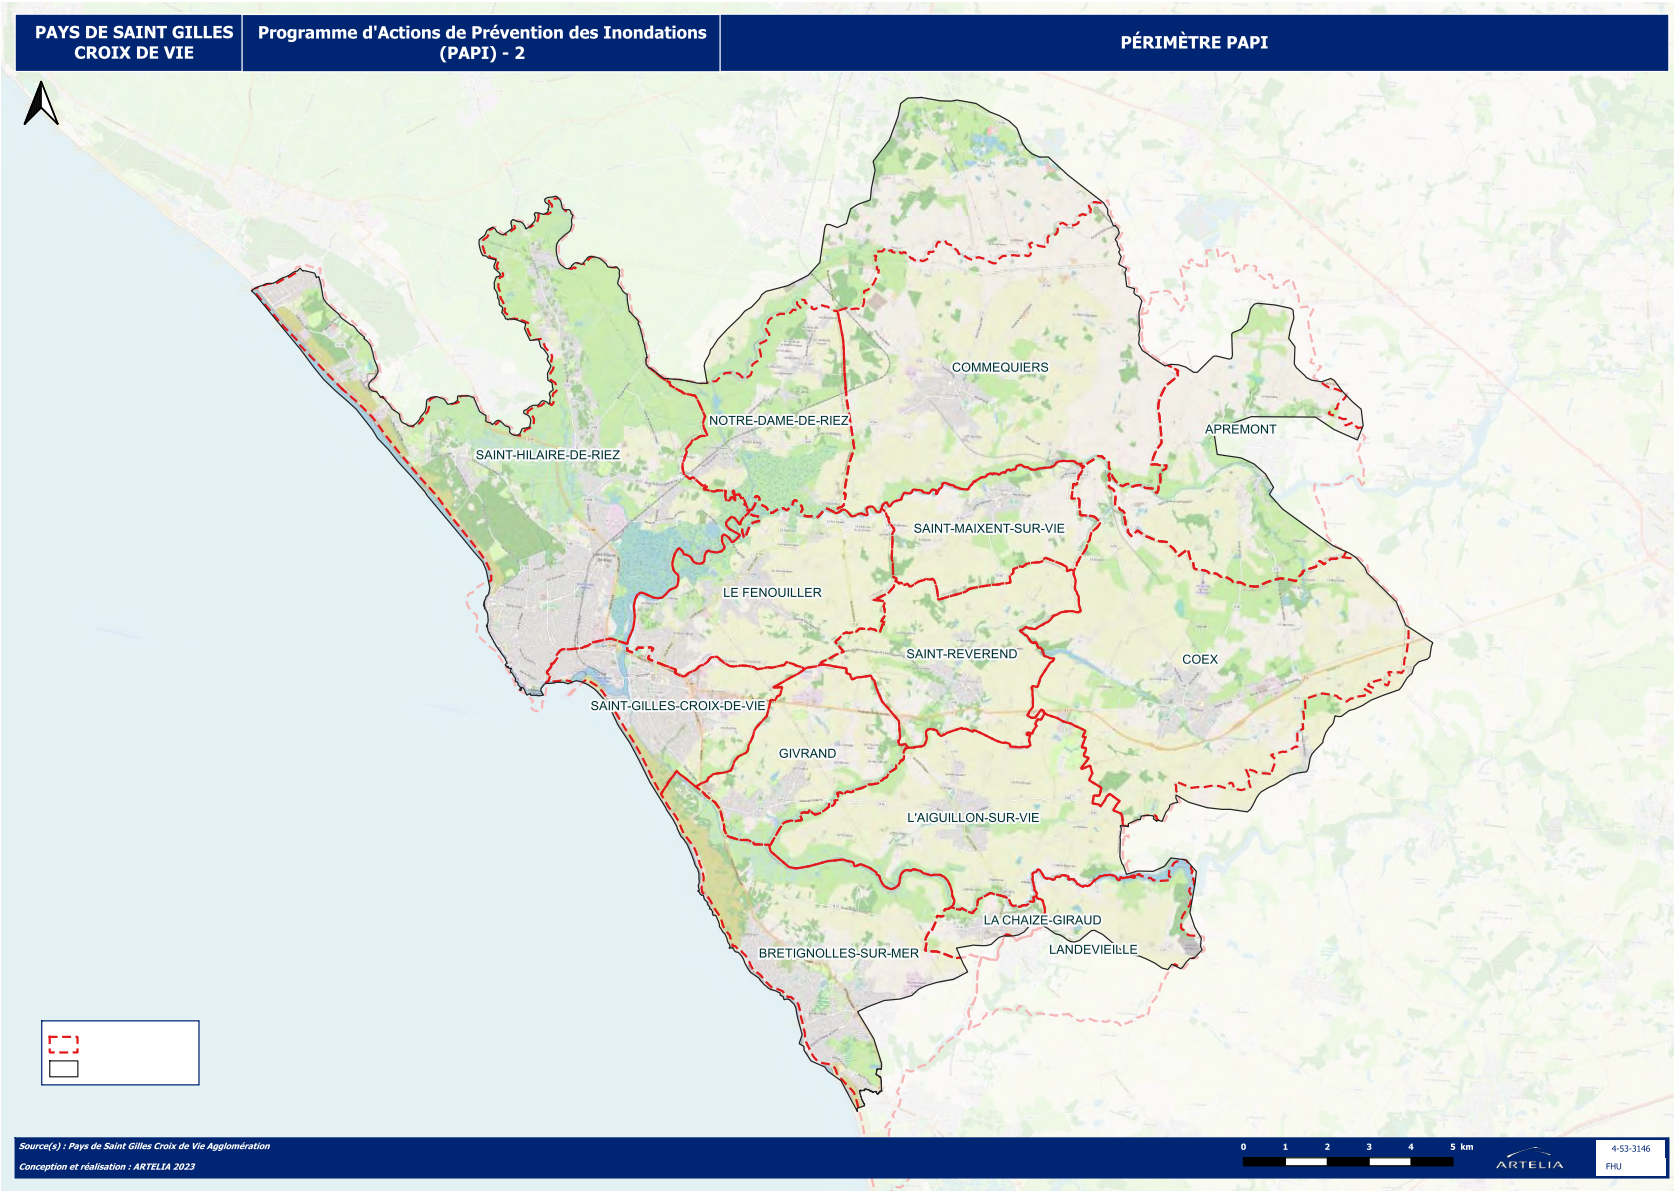 PAYS DE SAINT GILLES
CROIX DE VIE
Programme d'Actions de Prévention des Inondations
(PAPI) - 2
PÉRIMÈTRE PAPI
COMMEQUIERS
NOTRE-DAME-DE-RIEZ
APREMONT
SAINT-HILAIRE-DE-RIEZ
SAINT-MAIXENT-SUR-VIE
LE FENOUILLER
SAINT-REVEREND
COEX
SAINT-GILLES-CROIX-DE-VIE
GIVRAND
L'AIGUILLON-SUR-VIE
LA CHAIZE-GIRAUD
LANDEVIEILLE
BRETIGNOLLES-SUR-MER
Source(s) : Pays de Saint Gilles Croix de Vie Agglomération
Conception et réalisation : ARTELIA 2023
0 1 2 3 4 5 km
ARTELIA
4-53-3146
FHU